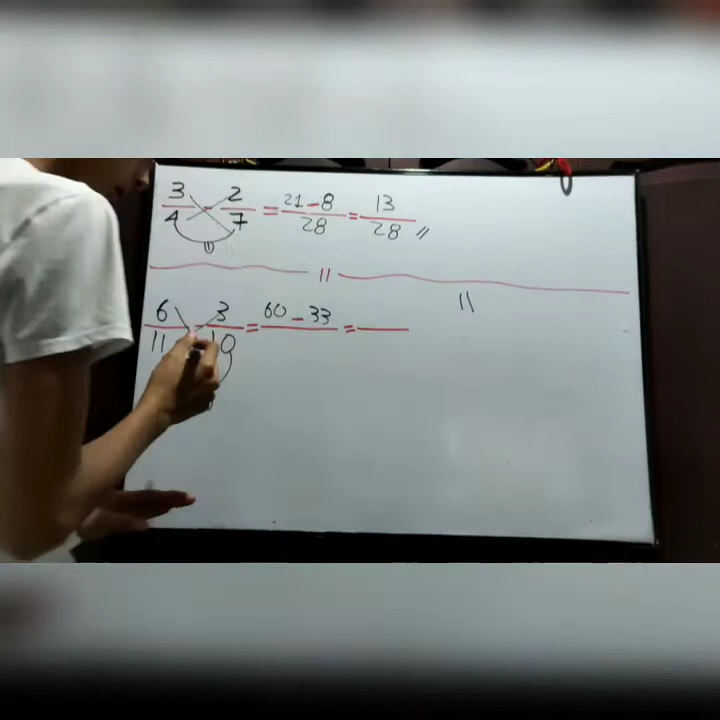 3/4 - 2/7 = 21-8/28 = 13/28 //
11
11
6/11 - 3/10 = 60-33/ =